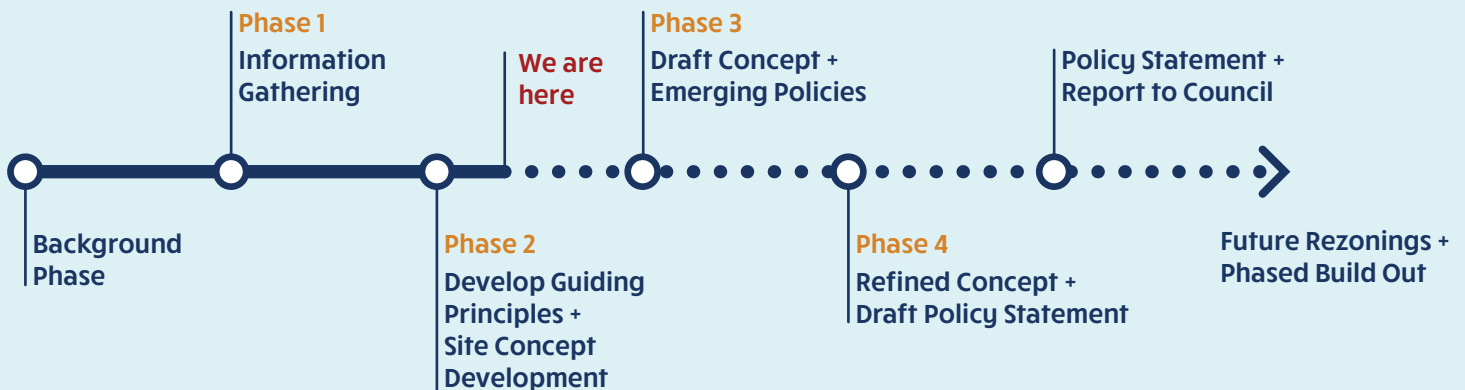 Phase 1
Information
Gathering
We are
here
Phase 3
Draft Concept +
Emerging Policies
Policy Statement +
Report to Council
Background
Phase
Phase 2
Develop Guiding
Principles +
Site Concept
Development
Phase 4
Refined Concept +
Draft Policy Statement
Future Rezonings +
Phased Build Out